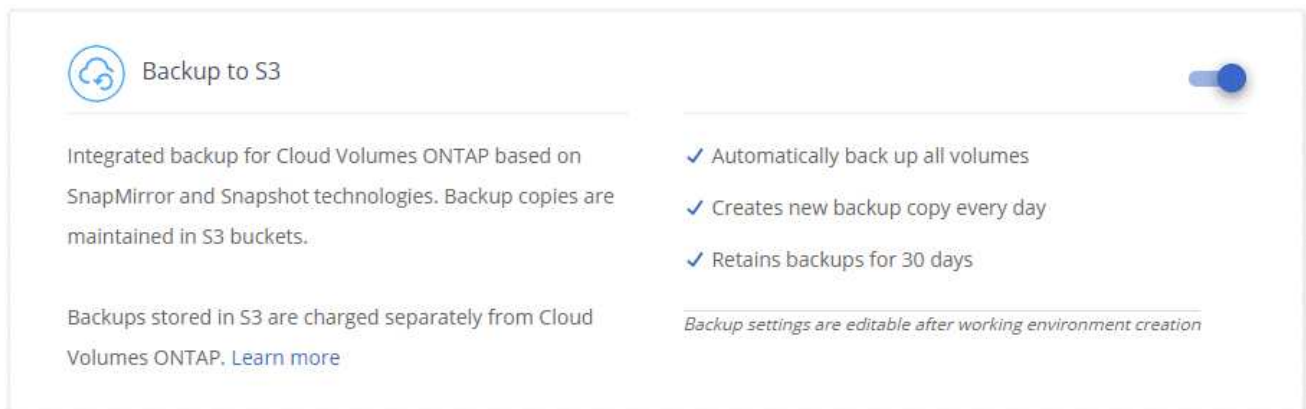 Backup to S3
Integrated backup for Cloud Volumes ONTAP based on
SnapMirror and Snapshot technologies. Backup copies are
maintained in S3 buckets.
Backups stored in S3 are charged separately from Cloud
Volumes ONTAP. Learn more
Automatically back up all volumes
Creates new backup copy every day
Retains backups for 30 days
Backup settings are editable after working environment creation